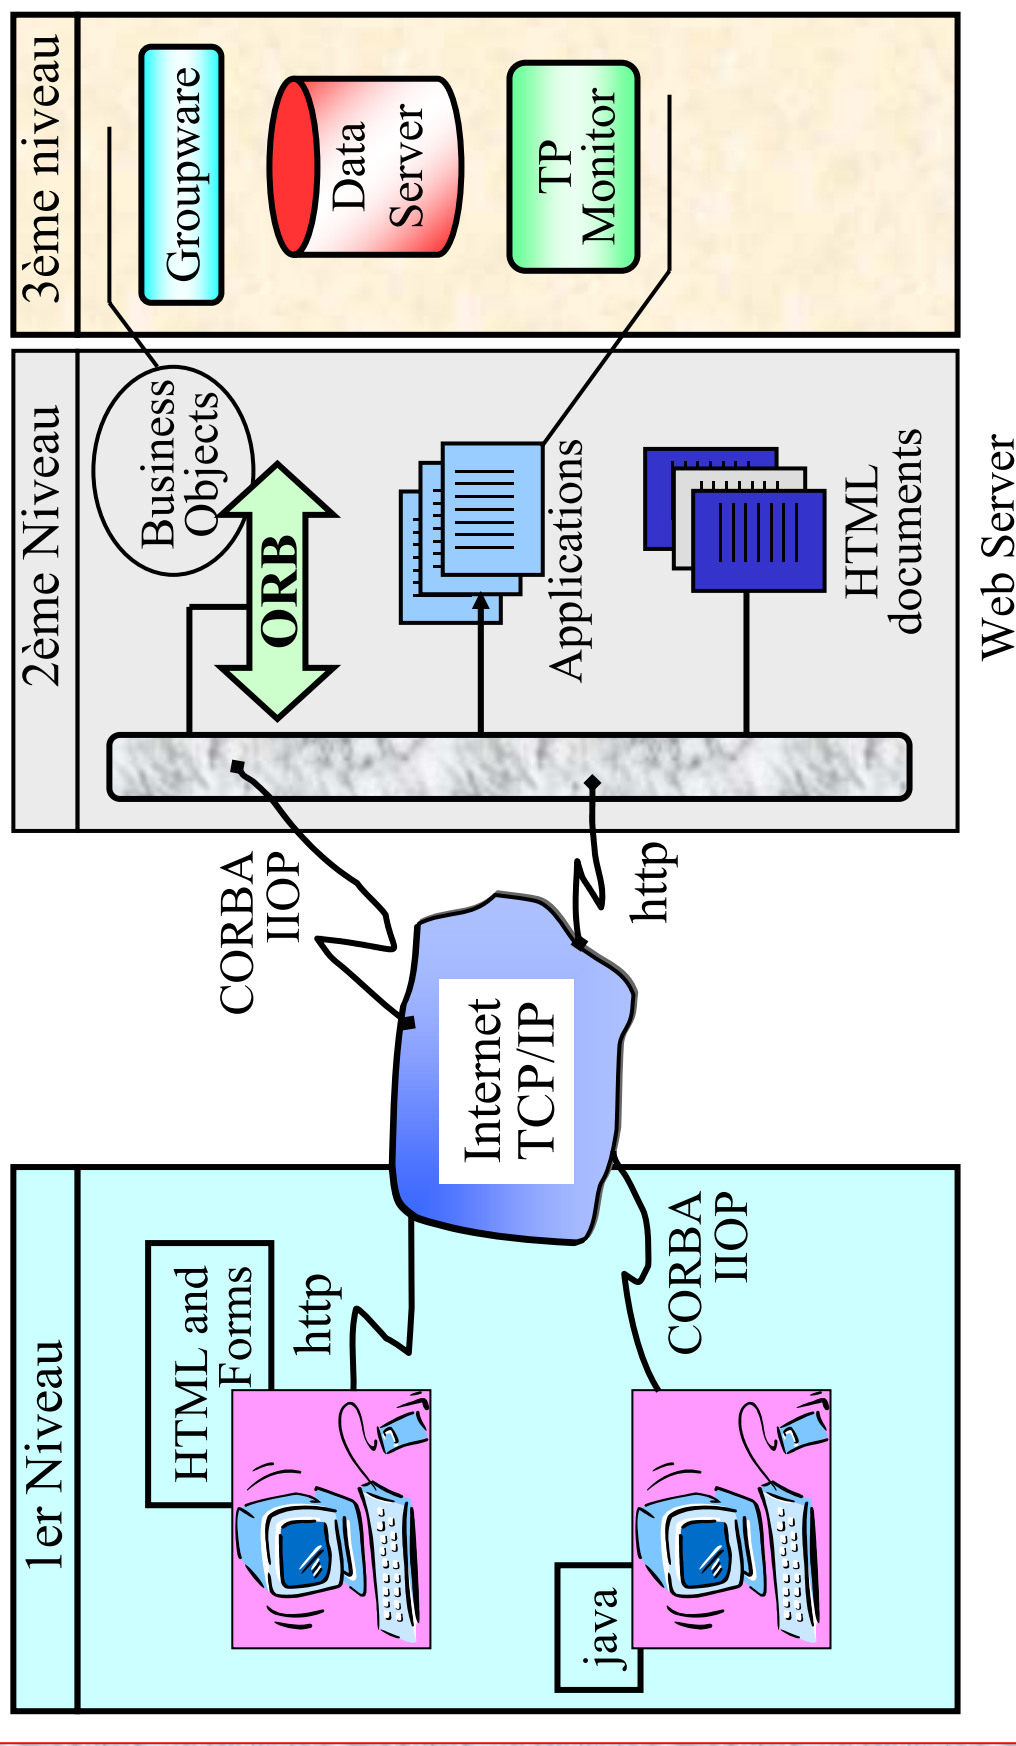 1er Niveau
HTML and
Forms
http
java
CORBA
IIOP
Internet
TCP/IP
CORBA
IIOP
http
2ème Niveau
Business
Objects
ORB
Applications
HTML
documents
Web Server
3ème niveau
Groupware
Data
Server
TP
Monitor